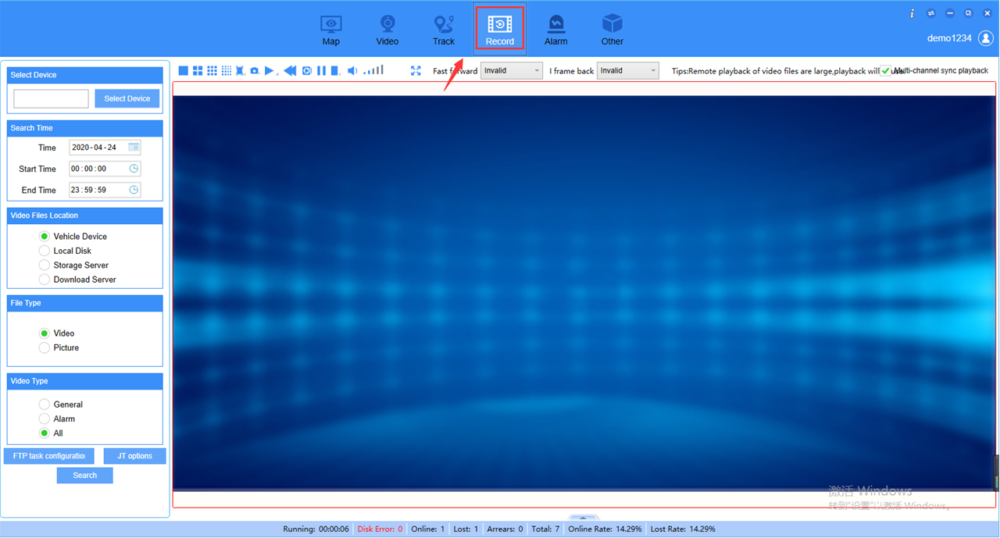 Map Video Track Record Alarm Other
demo1234
Select Device
Select Device
Search Time
Time 2020-04-24
Start Time 00:00:00
End Time 23:59:59
Video Files Location
Vehicle Device
Local Disk
Storage Server
Download Server
File Type
Video
Picture
Video Type
General
Alarm
All
FTP task configuration JT options
Search
Fast forward Invalid I frame back Invalid Tips:Remote playback of video files are large,playback will Multi-channel sync playback
激活 Windows
转到"设置"以激活 Windows。
Running: 00:00:06 Disk Error: 0 Online: 1 Lost: 1 Arrears: 0 Total: 7 Online Rate: 14.29% Lost Rate: 14.29%